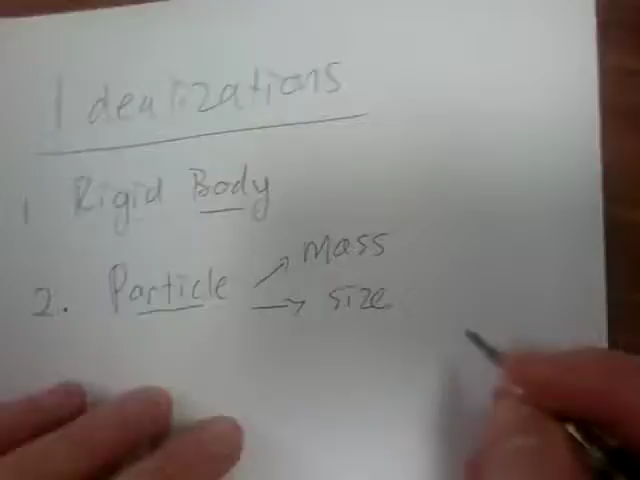 Idealizations
1 Rigid Body
2. Particle → mass
→ size